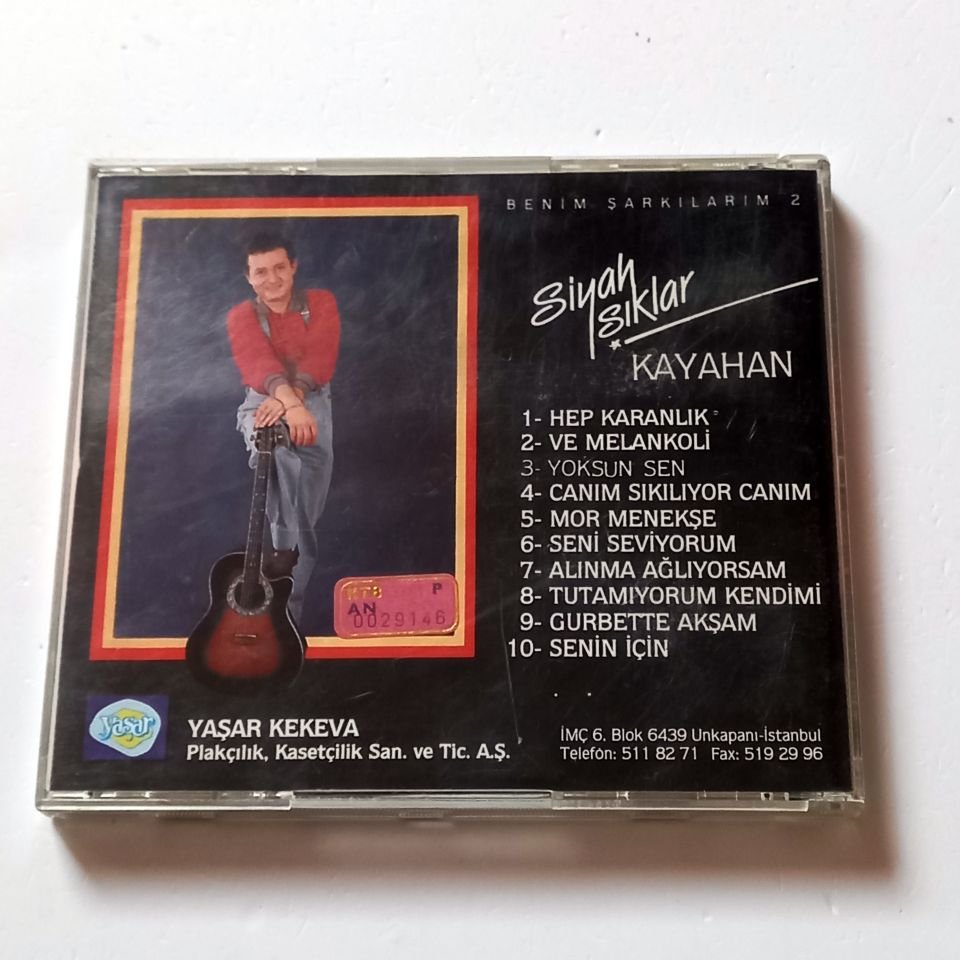 BENİM ŞARKILARIM 2
Siyah
Işıklar
KAYAHAN
1- HEP KARANLIK
2- VE MELANKOLİ
3- YOKSUN SEN
4- CANIM SIKILIYOR CANIM
5- MOR MENEKŞE
6- SENİ SEVİYORUM
7- ALINMA AĞLIYORSAM
8- TUTAMIYORUM KENDİMİ
9- GURBETTE AKŞAM
10- SENİN İÇİN
KTB P
AN
0029146
yaşar
YAŞAR KEKEVA
Plakçılık, Kasetçilik San. ve Tic. A.Ş.
İMÇ 6. Blok 6439 Unkapanı-İstanbul
Telefon: 511 82 71 Fax: 519 29 96